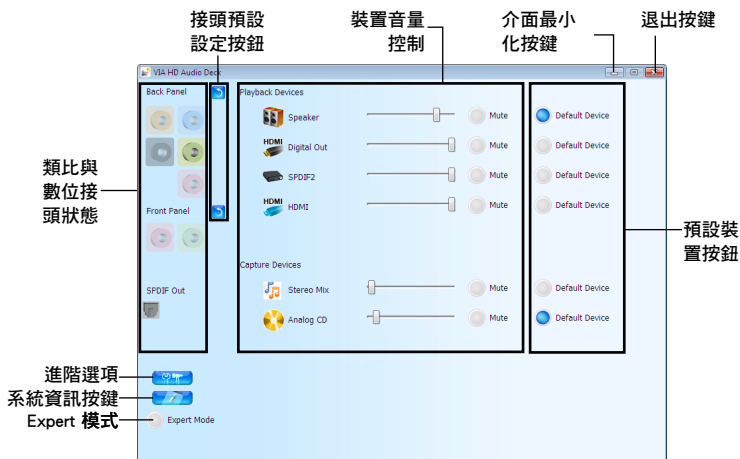 接頭預設
設定按鈕
裝置音量
控制
介面最小
化按鍵
退出按鍵
VIA HD Audio Deck
Back Panel
Playback Devices
Speaker
Mute
Default Device
HDMI
Digital Out
Mute
Default Device
SPDIF2
Mute
Default Device
HDMI
HDMI
Mute
Default Device
類比與
數位接
頭狀態
Front Panel
預設裝
置按鈕
Capture Devices
SPDIF Out
Stereo Mix
Mute
Default Device
Analog CD
Mute
Default Device
進階選項
系統資訊按鍵
Expert 模式
Expert Mode